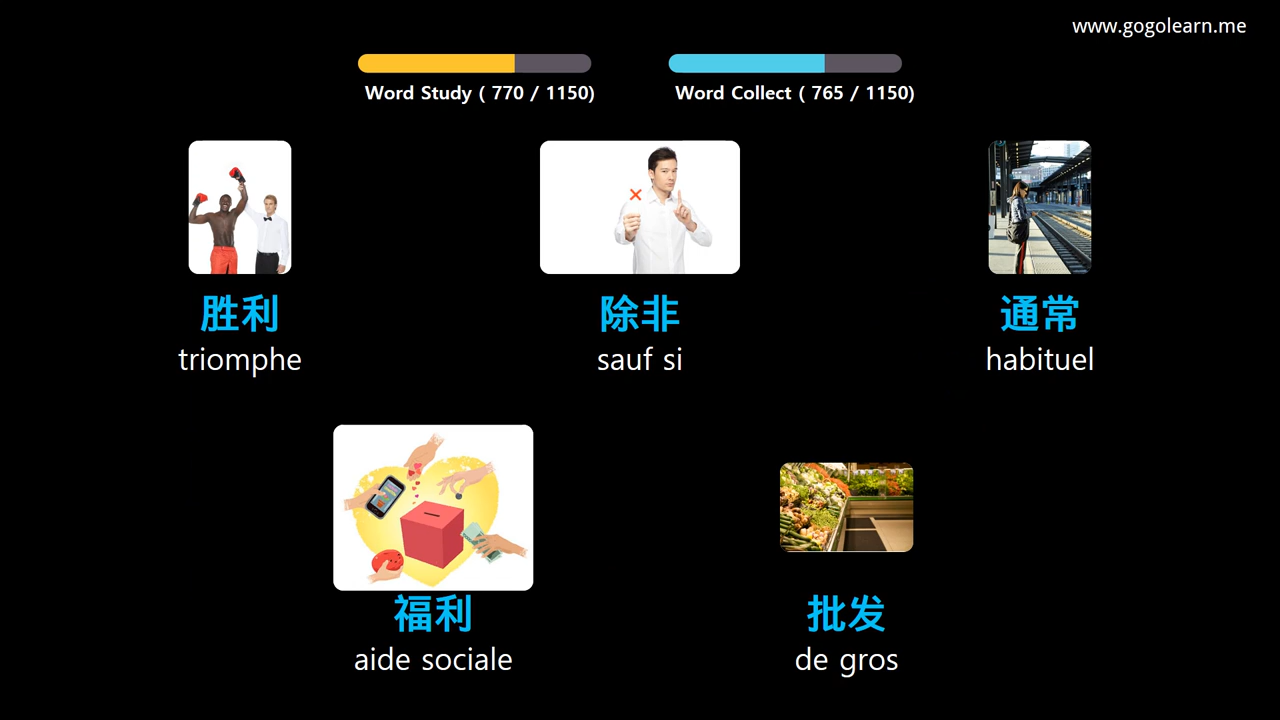 www.gogolearn.me
Word Study ( 770 / 1150)
Word Collect ( 765 / 1150)
胜利
triomphe
除非
sauf si
通常
habituel
福利
aide sociale
批发
de gros